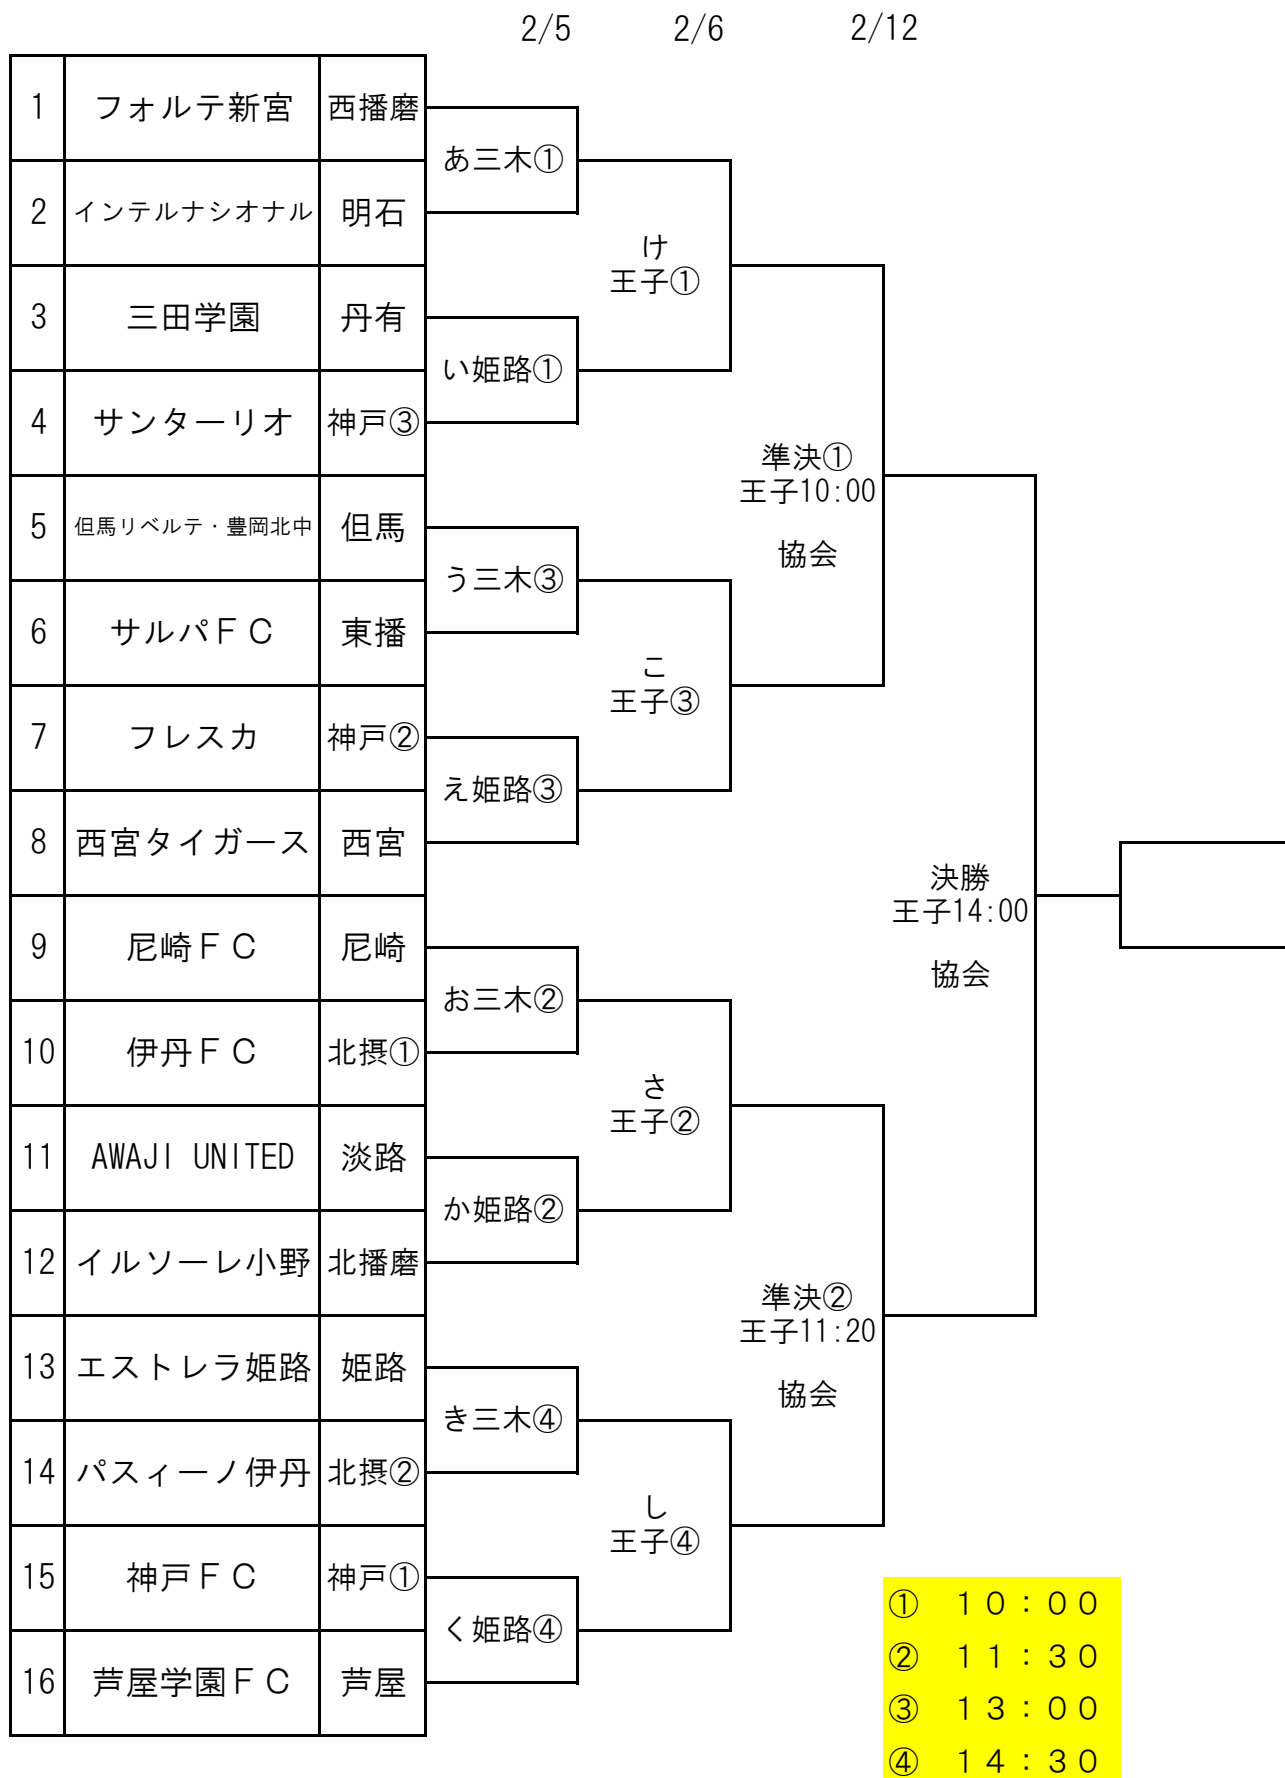 2/5 2/6 2/12
1 フォルテ新宮 西播磨
あ三木①
2 インテルナシオナル 明石
け
王子①
3 三田学園 丹有
い姫路①
4 サンターリオ 神戸③
準決①
王子10:00
協会
5 但馬リベルテ・豊岡北中 但馬
う三木③
6 サルパＦＣ 東播
こ
王子③
7 フレスカ 神戸②
え姫路③
8 西宮タイガース 西宮
決勝
王子14:00
協会
9 尼崎ＦＣ 尼崎
お三木②
10 伊丹ＦＣ 北摂①
さ
王子②
11 AWAJI UNITED 淡路
か姫路②
12 イルソーレ小野 北播磨
準決②
王子11:20
協会
13 エストレラ姫路 姫路
き三木④
14 パスィーノ伊丹 北摂②
し
王子④
15 神戸ＦＣ 神戸①
く姫路④
16 芦屋学園ＦＣ 芦屋
① １０：００
② １１：３０
③ １３：００
④ １４：３０